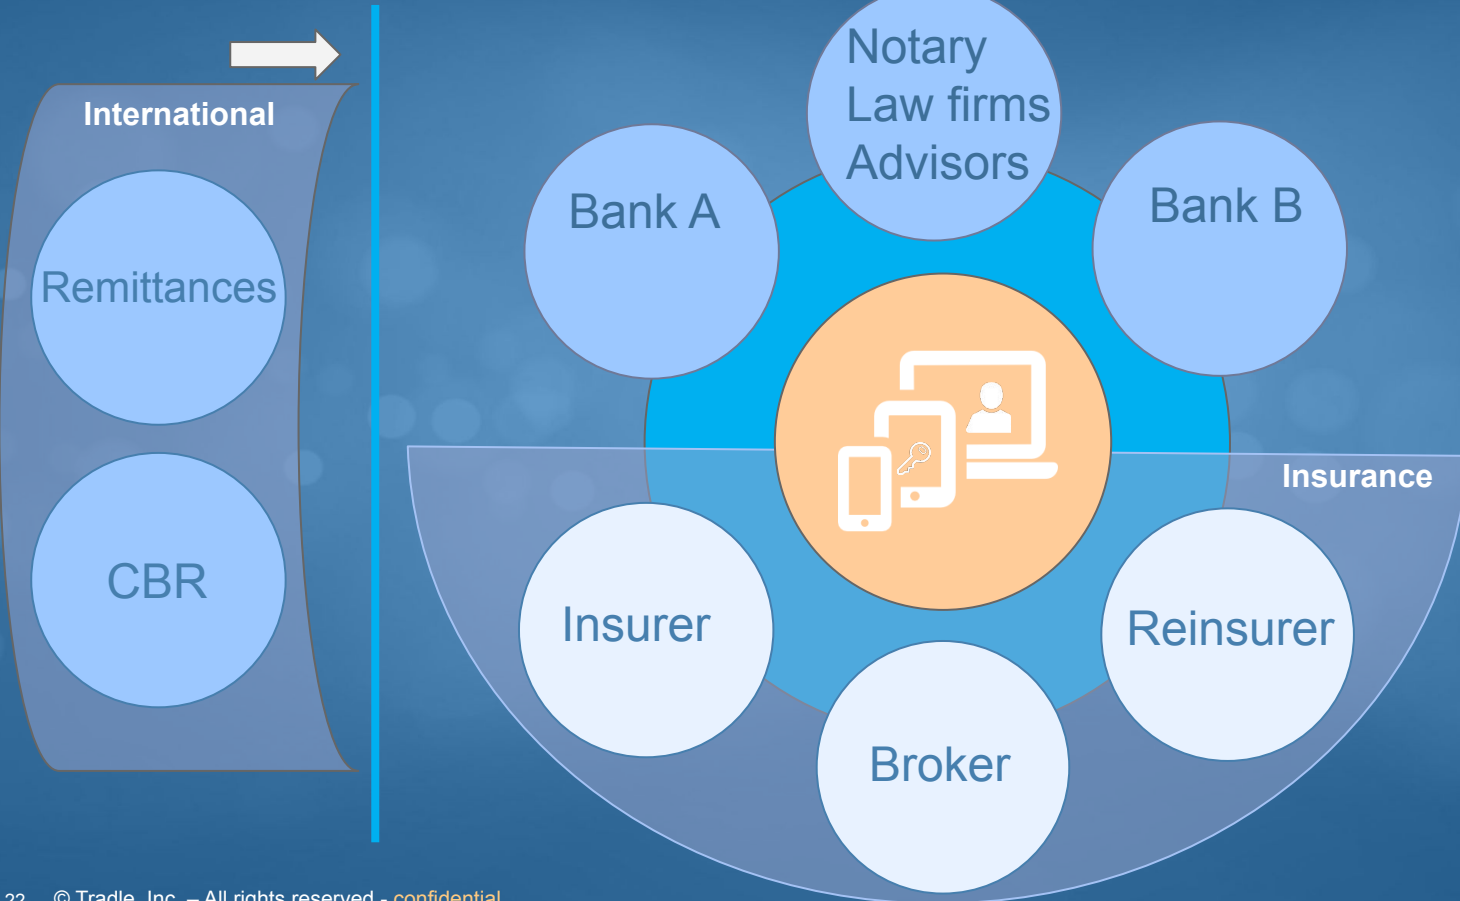 International
Remittances
CBR
Notary
Law firms
Advisors
Bank A
Bank B
Insurance
Insurer
Reinsurer
Broker
22 © Tradle, Inc. – All rights reserved - confidential